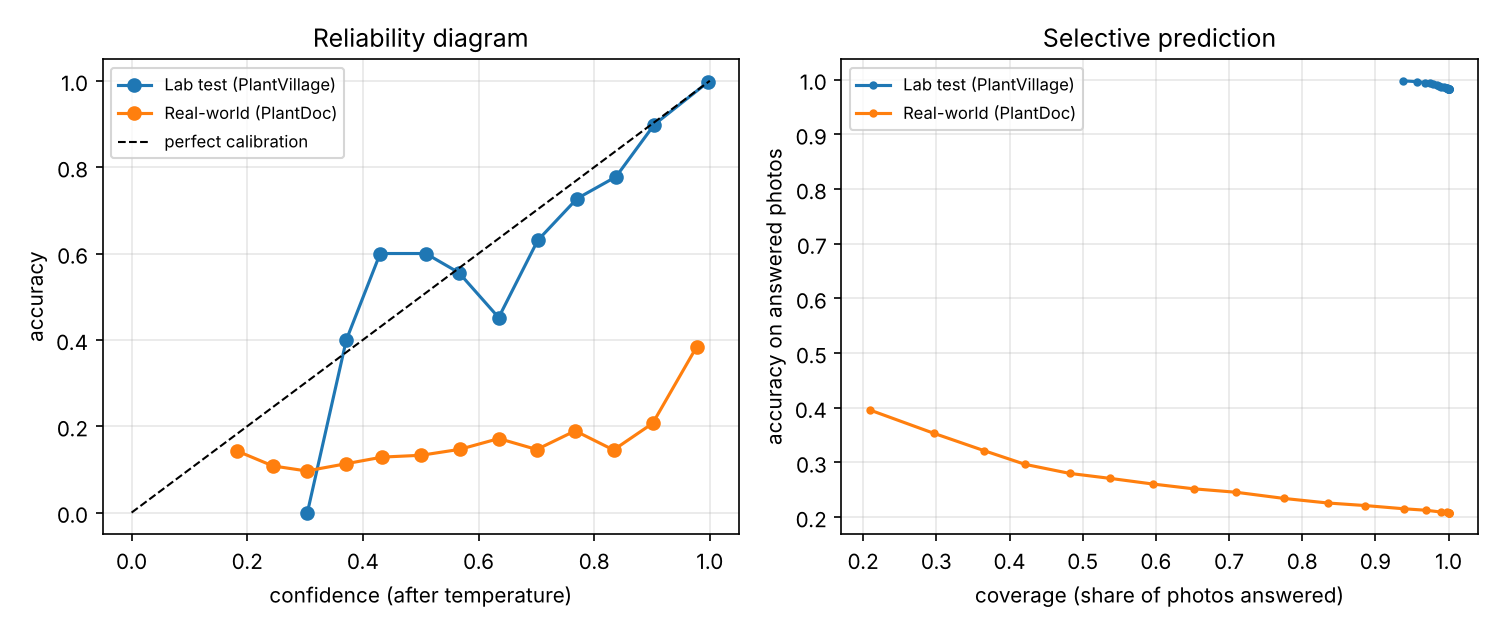 Reliability diagram
Lab test (PlantVillage)
Real-world (PlantDoc)
perfect calibration
accuracy
1.0
0.8
0.6
0.4
0.2
0.0
0.0 0.2 0.4 0.6 0.8 1.0
confidence (after temperature)
Selective prediction
Lab test (PlantVillage)
Real-world (PlantDoc)
accuracy on answered photos
1.0
0.9
0.8
0.7
0.6
0.5
0.4
0.3
0.2
0.2 0.3 0.4 0.5 0.6 0.7 0.8 0.9 1.0
coverage (share of photos answered)